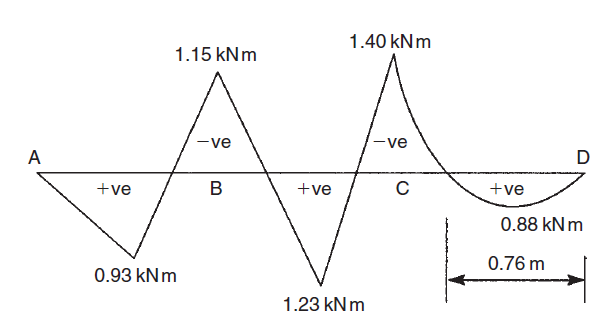 1.40 kNm
1.15 kNm
−ve
−ve
A
D
+ve
B
+ve
C
+ve
0.88 kNm
0.93 kNm
0.76 m
1.23 kNm